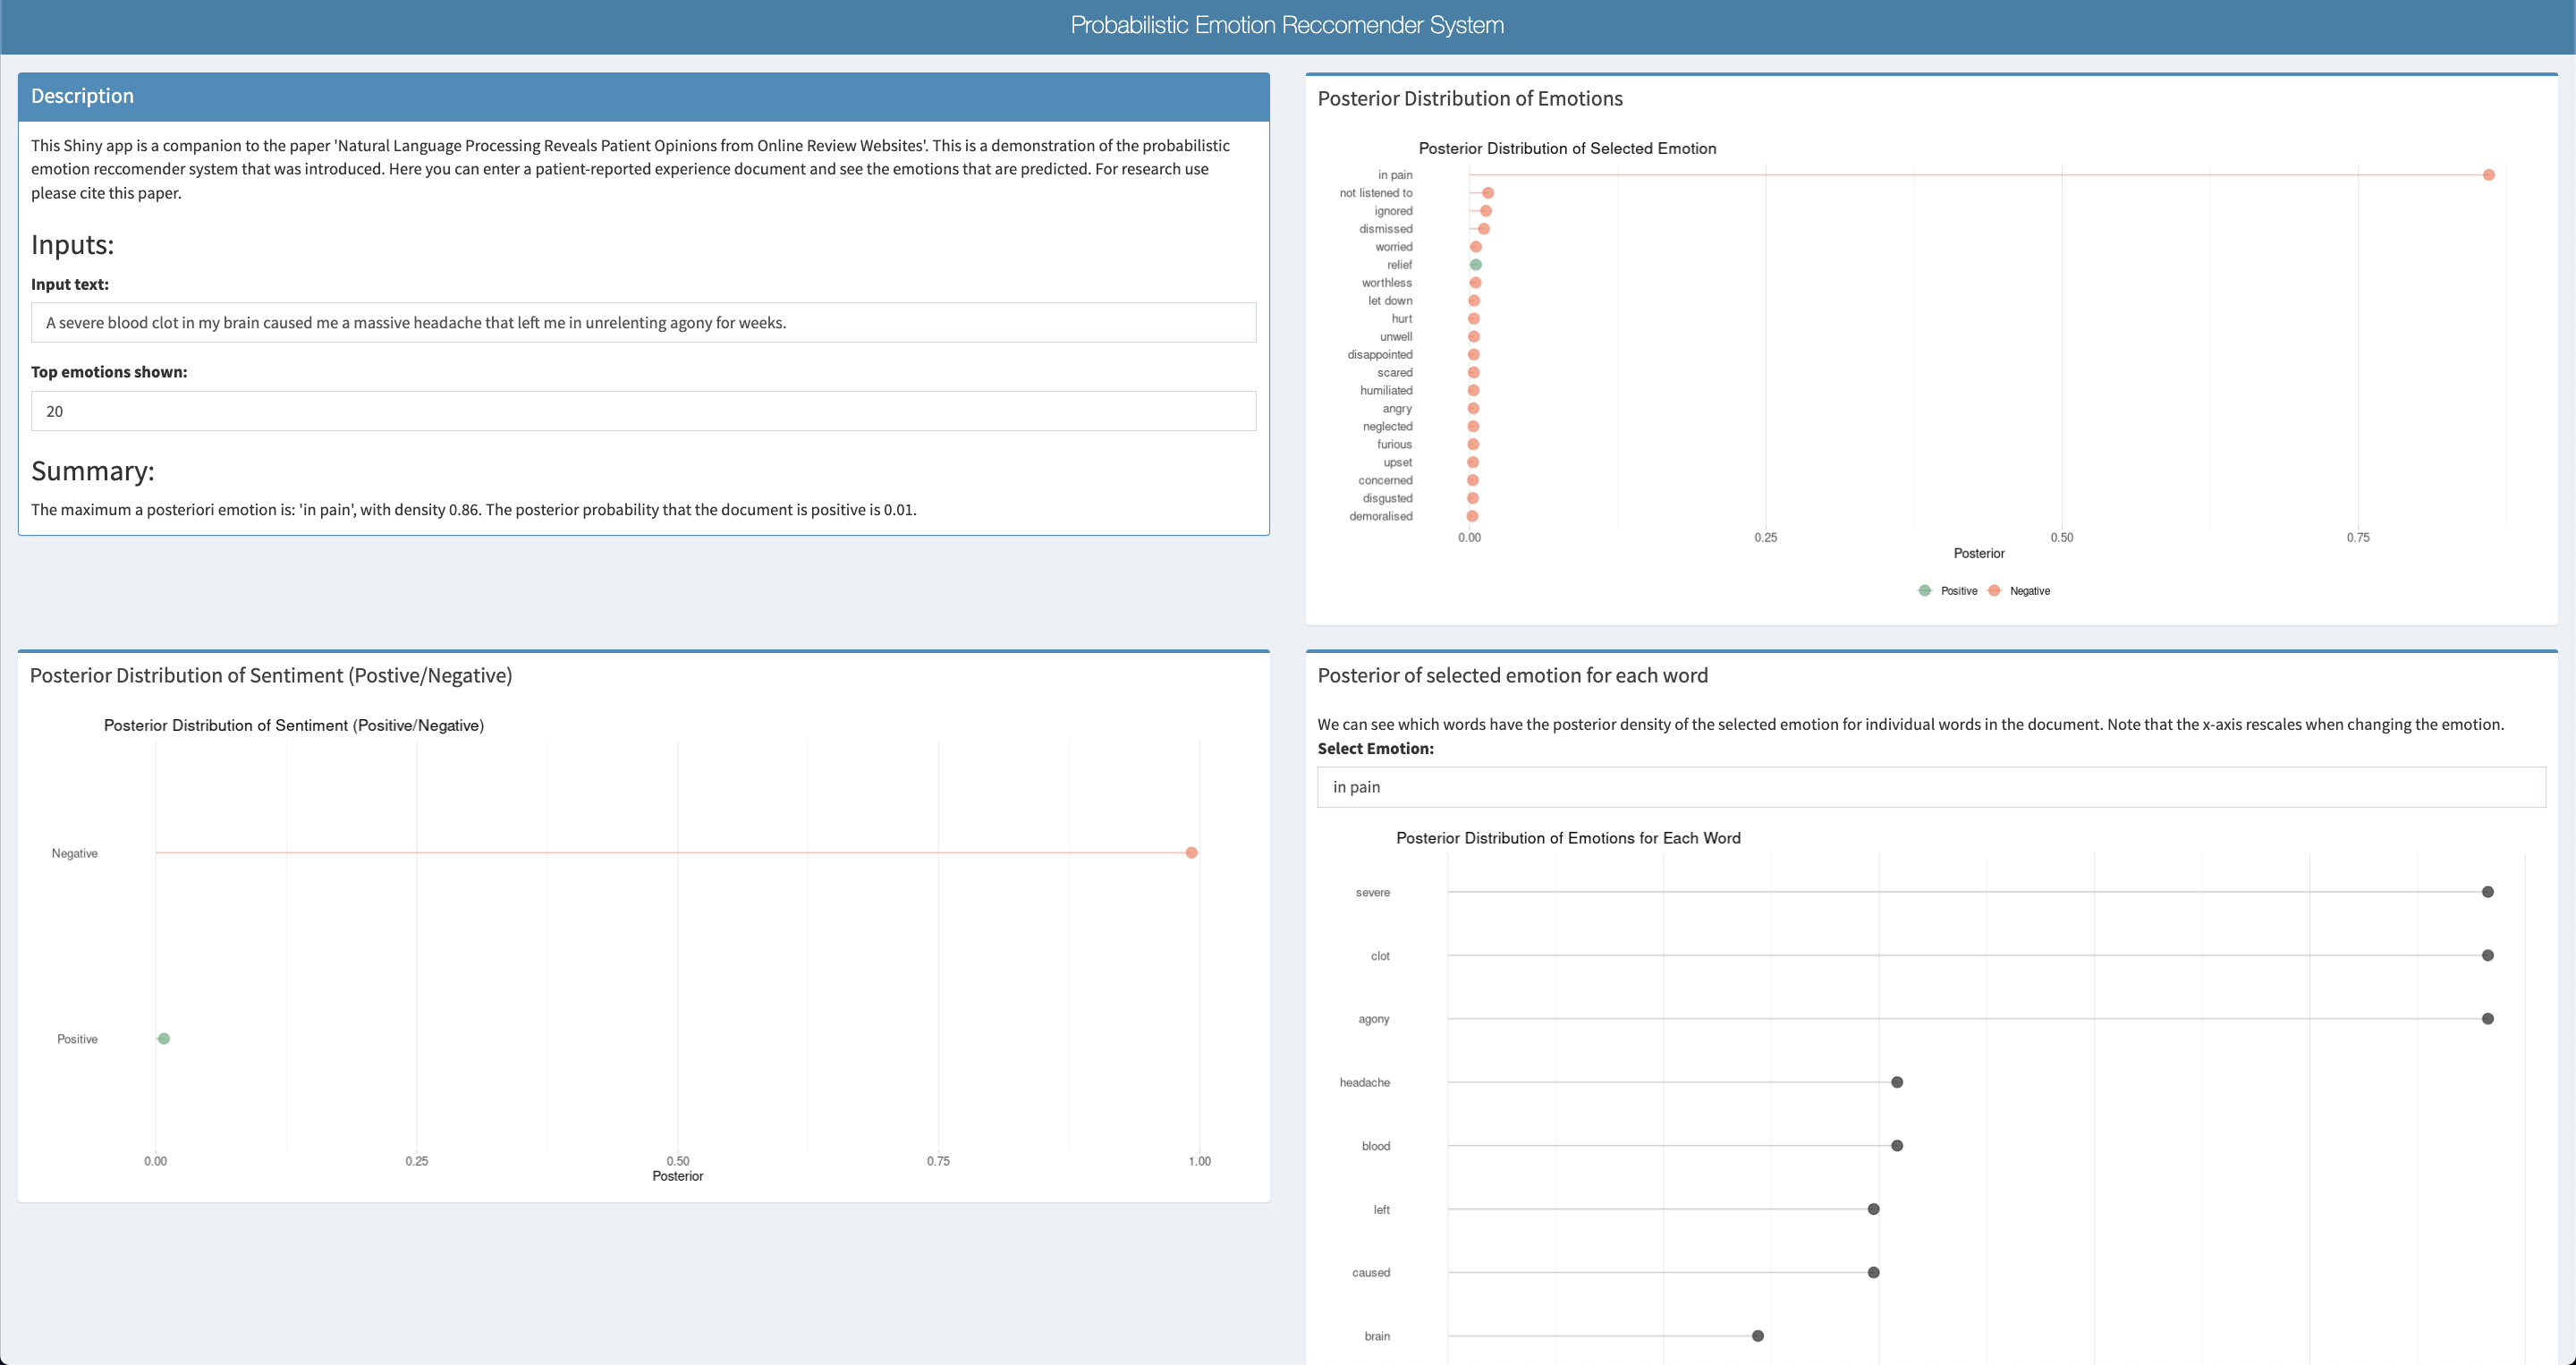 Probabilistic Emotion Reccomender System
Description
This Shiny app is a companion to the paper 'Natural Language Processing Reveals Patient Opinions from Online Review Websites'. This is a demonstration of the probabilistic
emotion reccomender system that was introduced. Here you can enter a patient-reported experience document and see the emotions that are predicted. For research use
please cite this paper.
Inputs:
Input text:
A severe blood clot in my brain caused me a massive headache that left me in unrelenting agony for weeks.
Top emotions shown:
20
Summary:
The maximum a posteriori emotion is: 'in pain', with density 0.86. The posterior probability that the document is positive is 0.01.
Posterior Distribution of Emotions
Posterior Distribution of Selected Emotion
in pain
not listened to
ignored
dismissed
worried
relief
worthless
let down
hurt
unwell
disappointed
scared
humiliated
angry
neglected
furious
upset
concerned
disgusted
demoralised
0.00 0.25 0.50 0.75
Posterior
Positive Negative
Posterior Distribution of Sentiment (Postive/Negative)
Posterior Distribution of Sentiment (Positive/Negative)
Negative
Positive
0.00 0.25 0.50 0.75 1.00
Posterior
Posterior of selected emotion for each word
We can see which words have the posterior density of the selected emotion for individual words in the document. Note that the x-axis rescales when changing the emotion.
Select Emotion:
in pain
Posterior Distribution of Emotions for Each Word
severe
clot
agony
headache
blood
left
caused
brain